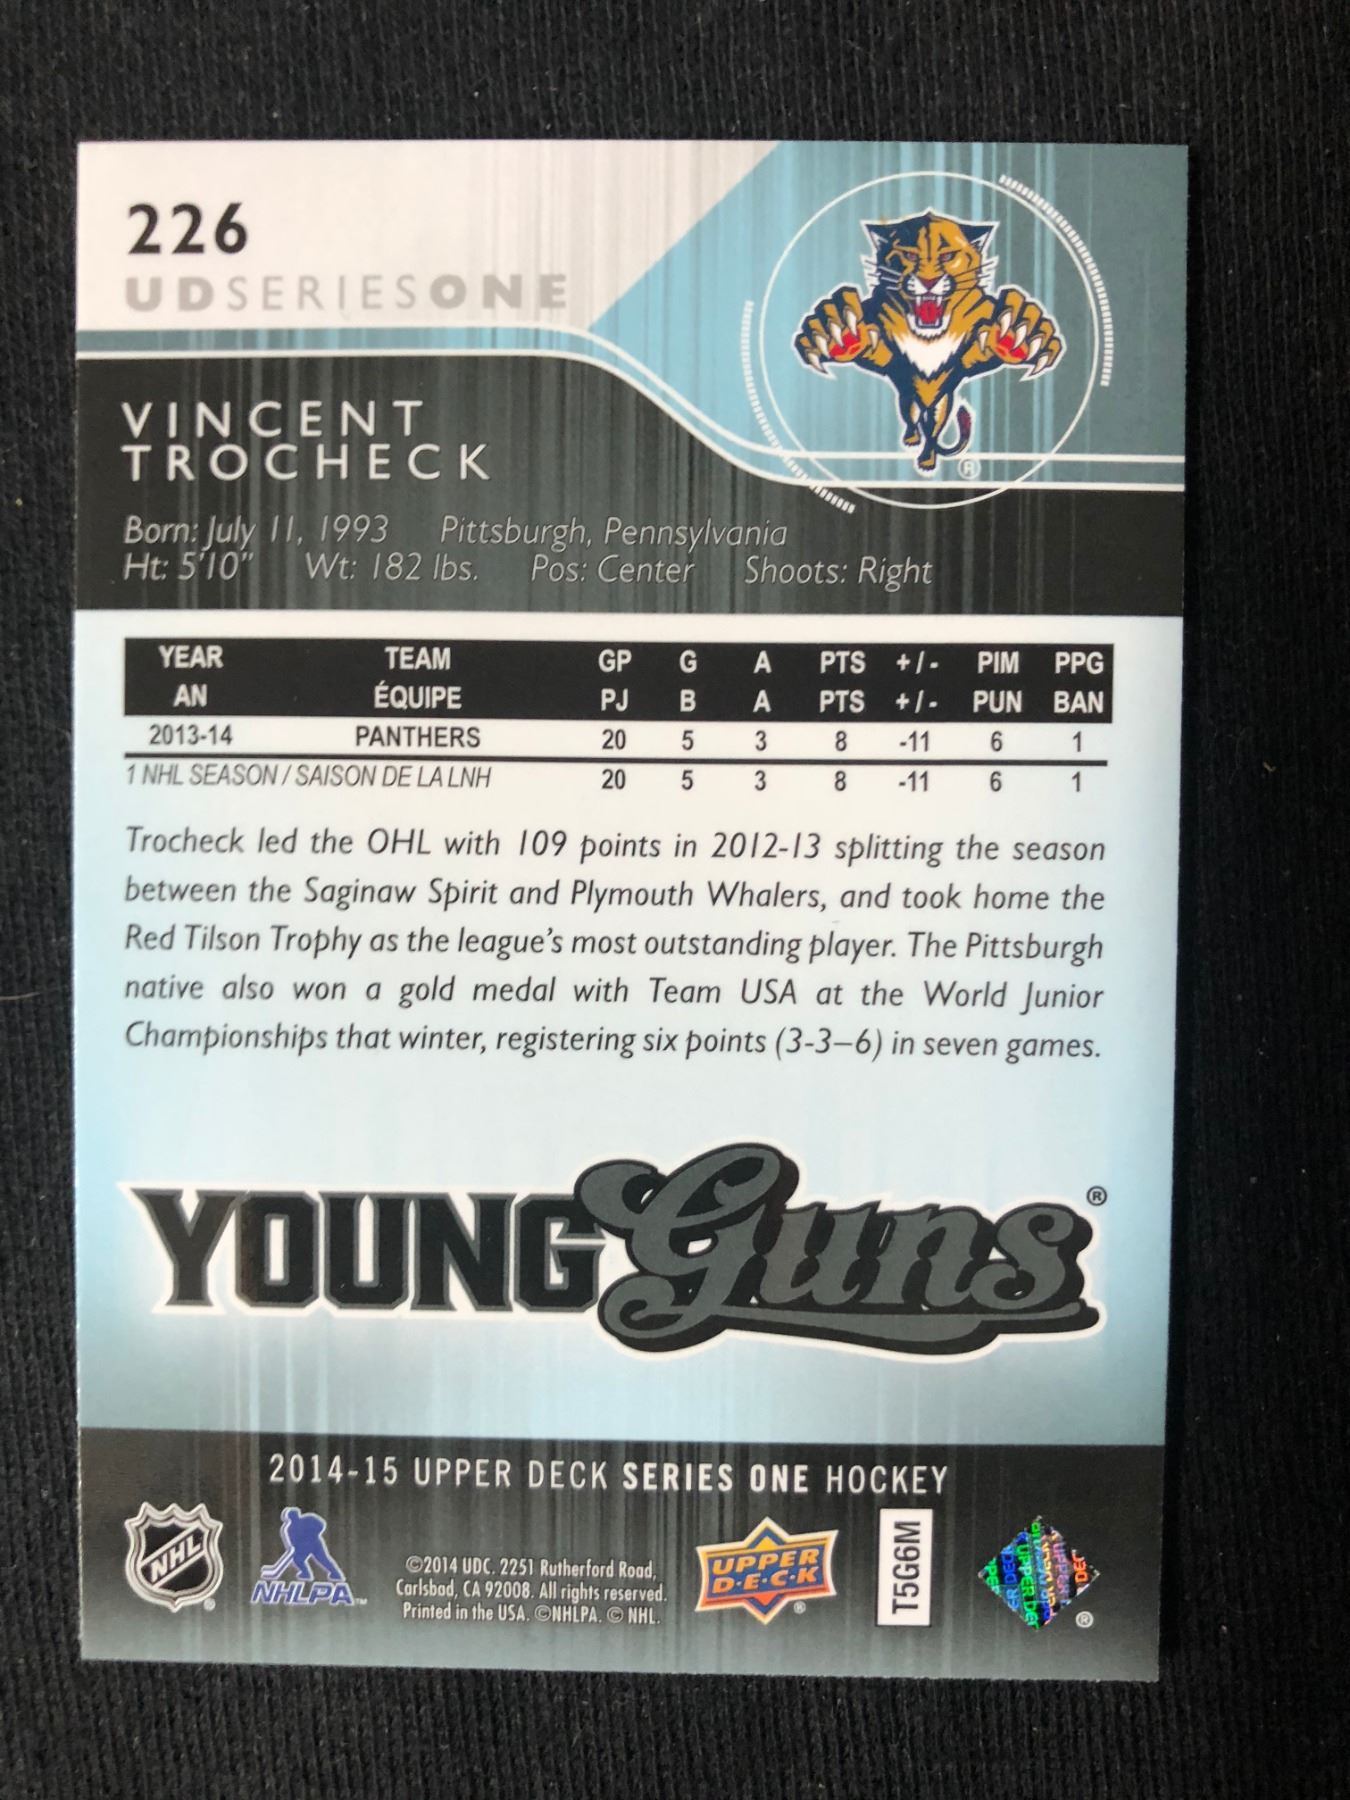 226
UD SERIES ONE
VINCENT
TROCHECK
Born: July 11, 1993 Pittsburgh, Pennsylvania
Ht: 5'10" Wt: 182 lbs. Pos: Center Shoots: Right
YEAR TEAM GP G A PTS +/- PIM PPG
AN ÉQUIPE PJ B A PTS +/- PUN BAN
2013-14 PANTHERS 20 5 3 8 -11 6 1
1 NHL SEASON / SAISON DE LA LNH 20 5 3 8 -11 6 1
Trocheck led the OHL with 109 points in 2012-13 splitting the season
between the Saginaw Spirit and Plymouth Whalers, and took home the
Red Tilson Trophy as the league's most outstanding player. The Pittsburgh
native also won a gold medal with Team USA at the World Junior
Championships that winter, registering six points (3-3–6) in seven games.
YOUNG Guns®
2014-15 UPPER DECK SERIES ONE HOCKEY
NHL ®
NHLPA™
©2014 UDC. 2251 Rutherford Road,
Carlsbad, CA 92008. All rights reserved.
Printed in the USA. ©NHLPA. © NHL.
UPPER
D·E·C·K ®
T5G6M
®